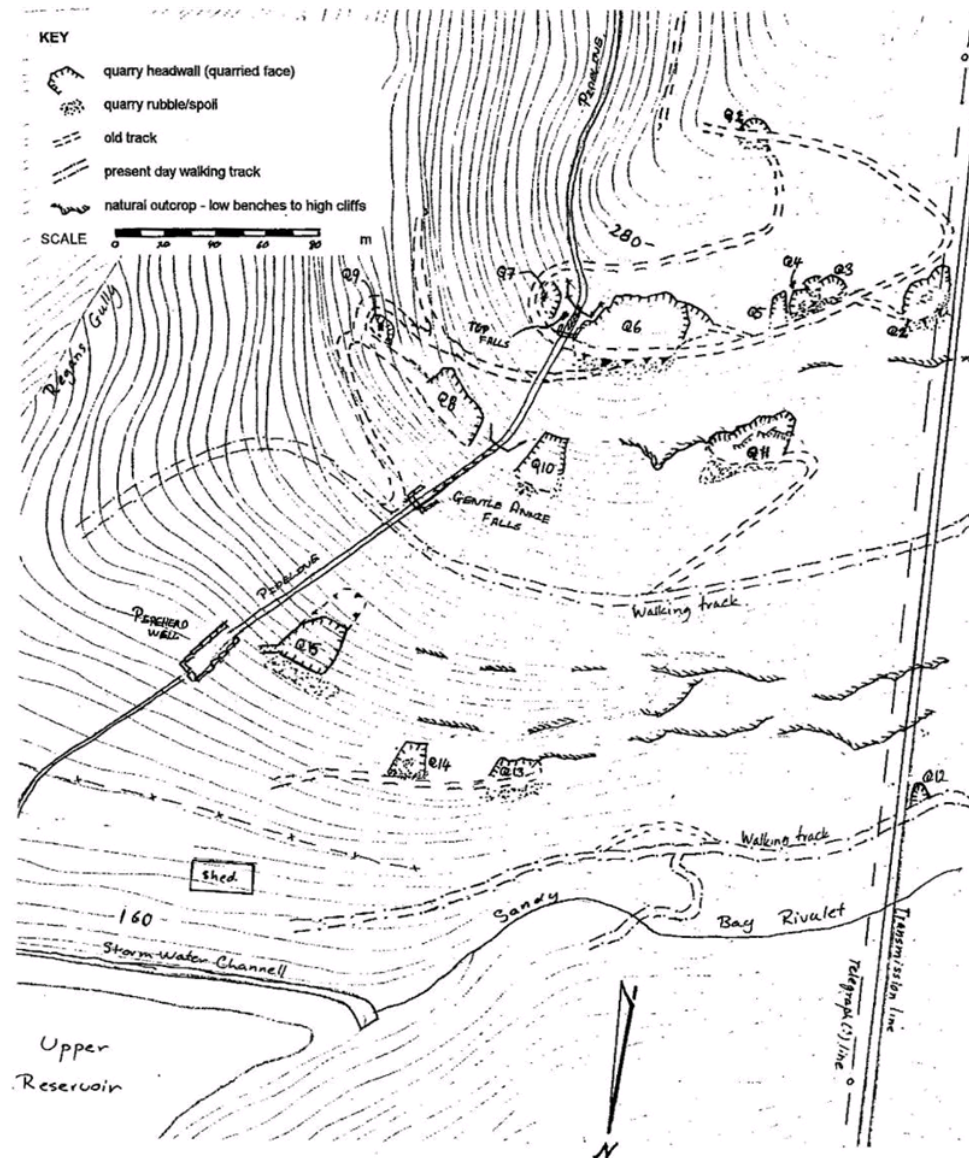 KEY
quarry headwall (quarried face)
quarry rubble/spoil
old track
present day walking track
natural outcrop - low benches to high cliffs
SCALE
0 20 40 60 80 m
PIPELINE
Q1
280
Q9
Q7
Q4
Q3
Q5
Q2
Q6
TOP
FALLS
Regans Gully
Q8
Q10
Q11
GENTLE ANNIE
FALLS
PIPELINE
Walking track
PIPEHEAD
WELL
Q15
Q14
Q13
Q12
Walking track
Shed
160
Sandy Bay Rivulet
Storm Water Channell
Transmission line
Telegraph(?) line
Upper
Reservoir
N